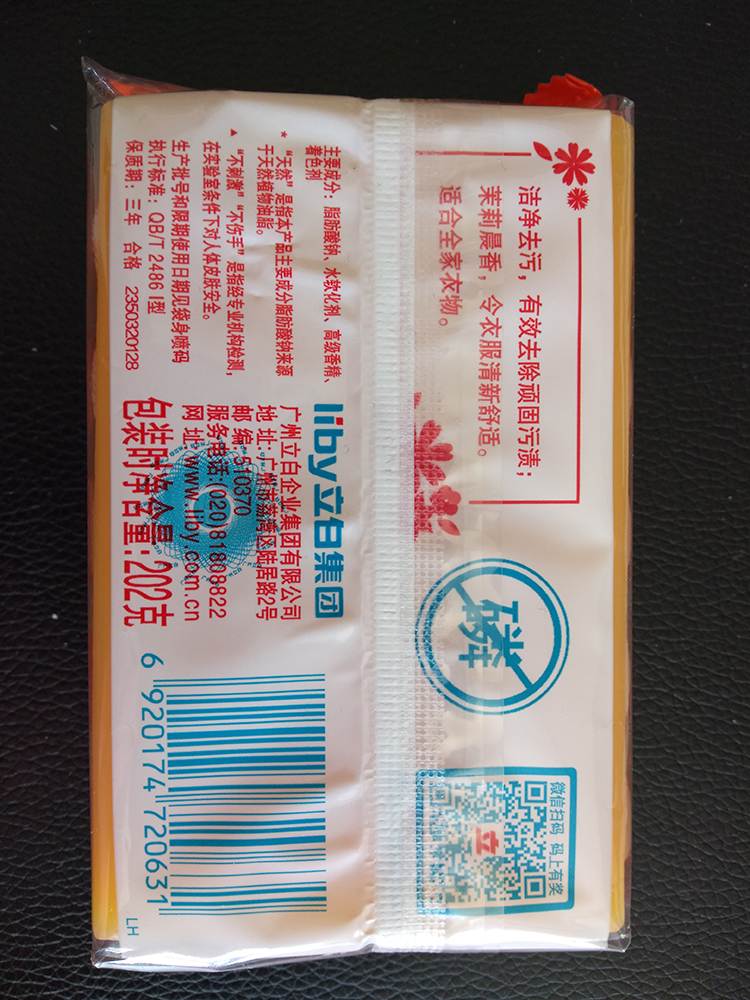 洁净去污，有效去除顽固污渍；
茉莉晨香，令衣服清新舒适。
适合全家衣物。
磷
微信扫码 码上有奖
立
主要成分：脂肪酸钠、水软化剂、高级香精、
着色剂
*“天然”是指本产品主要成分脂肪酸钠来源
于天然植物油脂。
▲“不刺激”“不伤手”是指经专业机构检测，
在实验室条件下对人体皮肤安全。
生产批号和限期使用日期见袋身喷码
执行标准：QB/T 2486 I型
保质期：三年 合格 2350320128
liby立白集团
广州立白企业集团有限公司
地 址:广州市荔湾区陆居路2号
邮 编:510370
服务电话:(020)81808822
网 址:www.liby.com.cn
包装时净含量:202克
6 920174 720631
LH